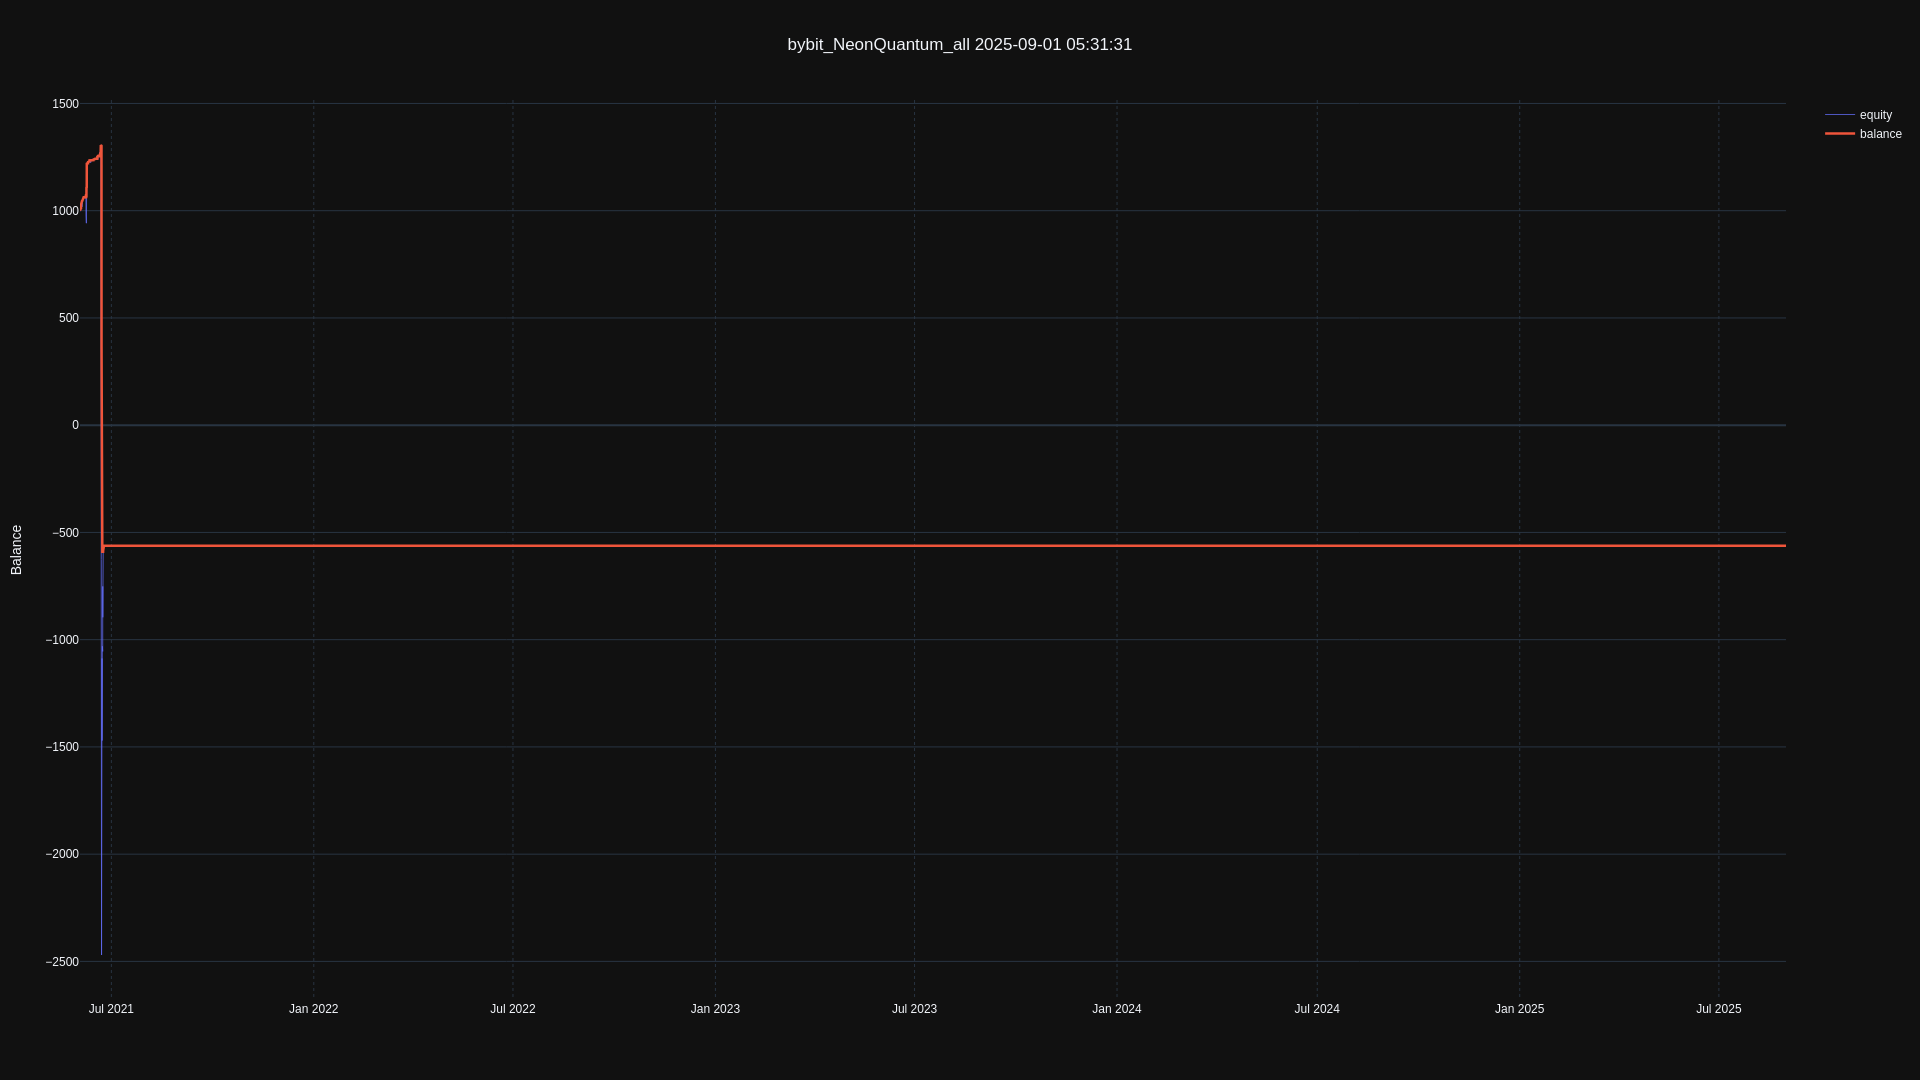 bybit_NeonQuantum_all 2025-09-01 05:31:31
1500
1000
500
0
−500
−1000
−1500
−2000
−2500
Balance
Jul 2021
Jan 2022
Jul 2022
Jan 2023
Jul 2023
Jan 2024
Jul 2024
Jan 2025
Jul 2025
equity
balance